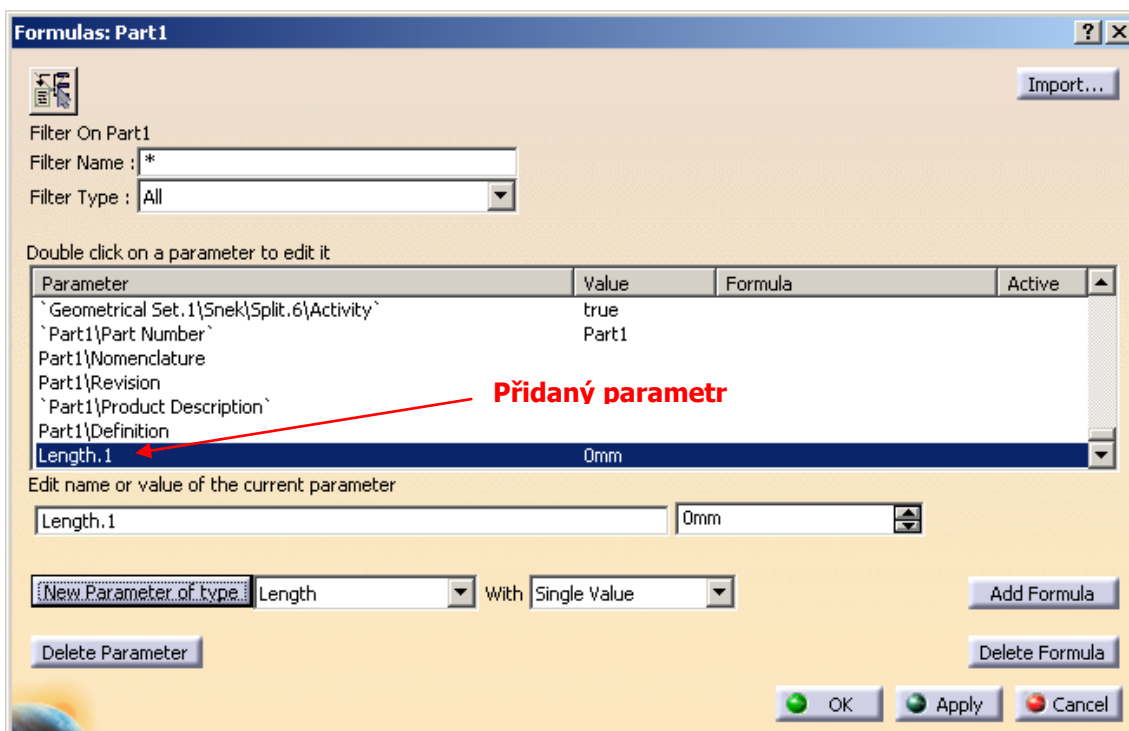 Formulas: Part1
Import...
Filter On Part1
Filter Name : *
Filter Type : All
Double click on a parameter to edit it
Parameter Value Formula Active
`Geometrical Set.1\Snek\Split.6\Activity` true
`Part1\Part Number` Part1
Part1\Nomenclature
Part1\Revision
`Part1\Product Description`
Přidaný parametr
Part1\Definition
Length.1 0mm
Edit name or value of the current parameter
Length.1 0mm
New Parameter of type Length With Single Value Add Formula
Delete Parameter Delete Formula
OK Apply Cancel